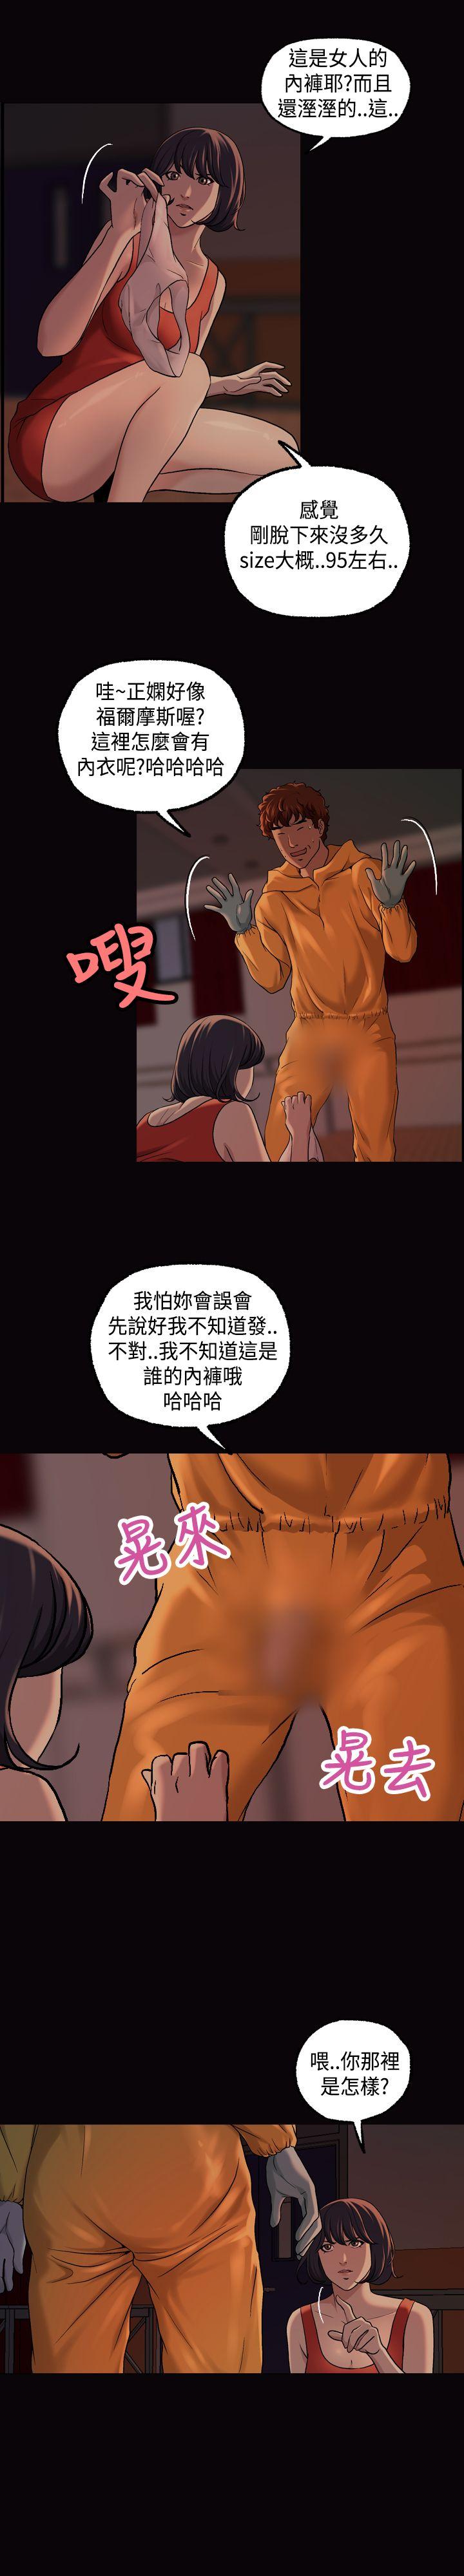 這是女人的
內褲耶?而且
還溼溼的..這..
感覺
剛脫下來沒多久
size大概..95左右..
哇~正嫻好像
福爾摩斯喔?
這裡怎麼會有
內衣呢?哈哈哈哈
嗖
我怕妳會誤會
先說好我不知道發..
不對..我不知道這是
誰的內褲哦
哈哈哈
晃來
晃去
喂..你那裡
是怎樣?